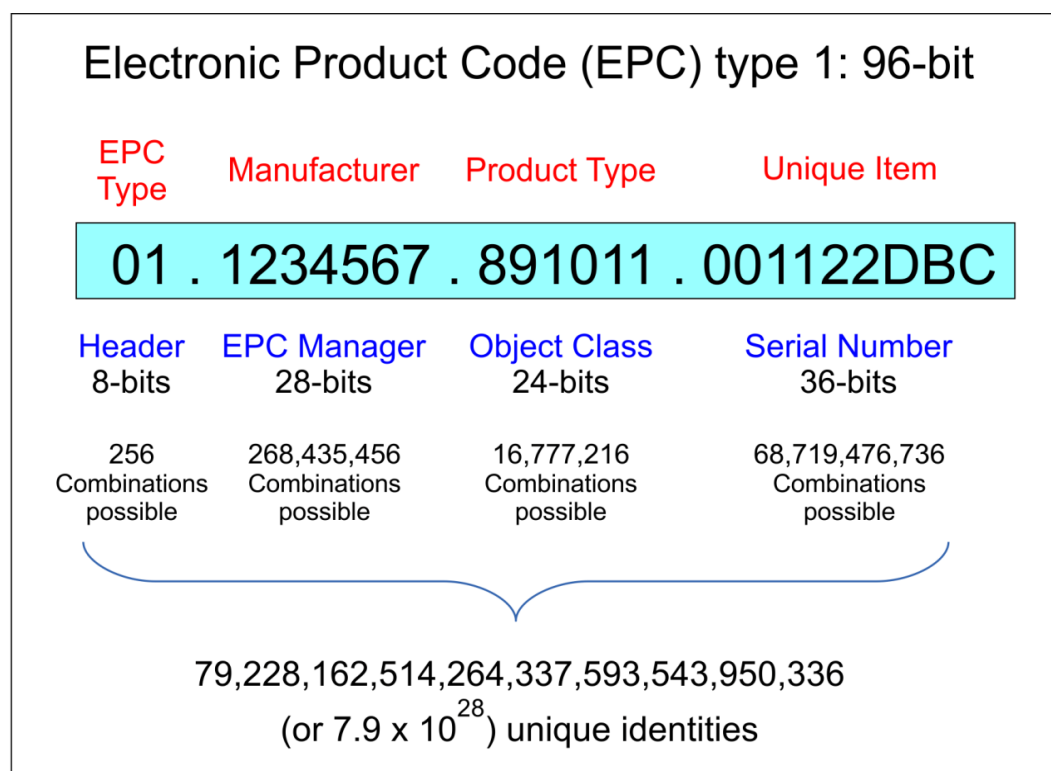 Electronic Product Code (EPC) type 1: 96-bit
EPC
Type
Manufacturer
Product Type
Unique Item
01 . 1234567 . 891011 . 001122DBC
Header
8-bits
EPC Manager
28-bits
Object Class
24-bits
Serial Number
36-bits
256
Combinations
possible
268,435,456
Combinations
possible
16,777,216
Combinations
possible
68,719,476,736
Combinations
possible
79,228,162,514,264,337,593,543,950,336
(or 7.9 x 10^28) unique identities